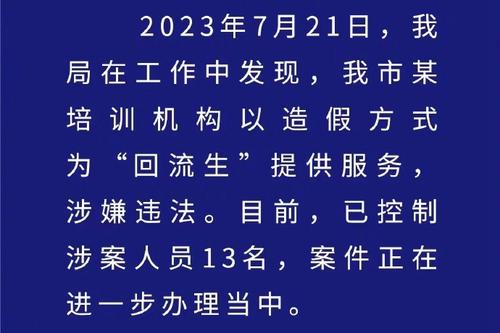 2023年7月21日，我
局在工作中发现，我市某
培训机构以造假方式
为“回流生”提供服务，
涉嫌违法。目前，已控制
涉案人员13名，案件正在
进一步办理当中。